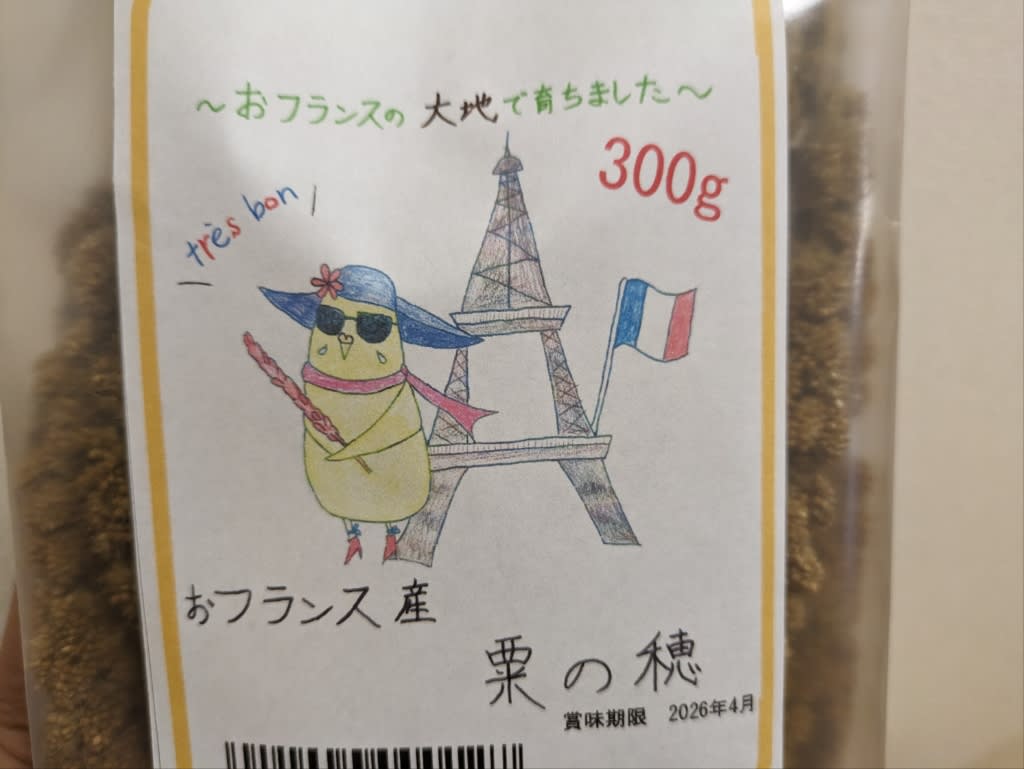 ～おフランスの大地で育ちました～
300g
très bon
おフランス産
粟の穂
賞味期限 2026年4月